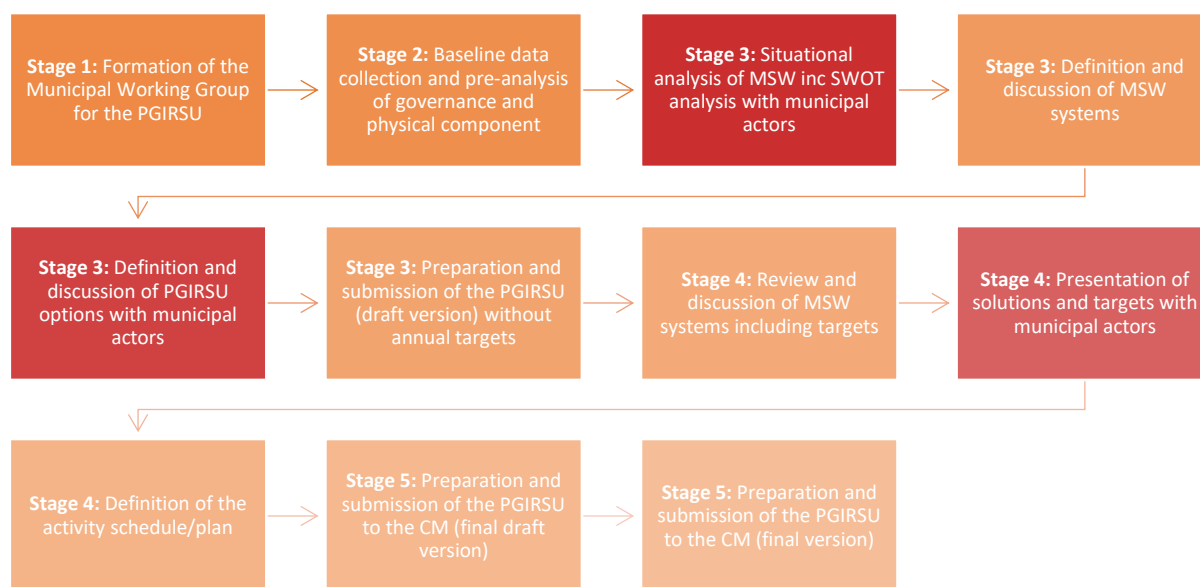 Stage 1: Formation of the
Municipal Working Group
for the PGIRSU
Stage 2: Baseline data
collection and pre-analysis
of governance and
physical component
Stage 3: Situational
analysis of MSW inc SWOT
analysis with municipal
actors
Stage 3: Definition and
discussion of MSW
systems
Stage 3: Definition and
discussion of PGIRSU
options with municipal
actors
Stage 3: Preparation and
submission of the PGIRSU
(draft version) without
annual targets
Stage 4: Review and
discussion of MSW
systems including targets
Stage 4: Presentation of
solutions and targets with
municipal actors
Stage 4: Definition of the
activity schedule/plan
Stage 5: Preparation and
submission of the PGIRSU
to the CM (final draft
version)
Stage 5: Preparation and
submission of the PGIRSU
to the CM (final version)